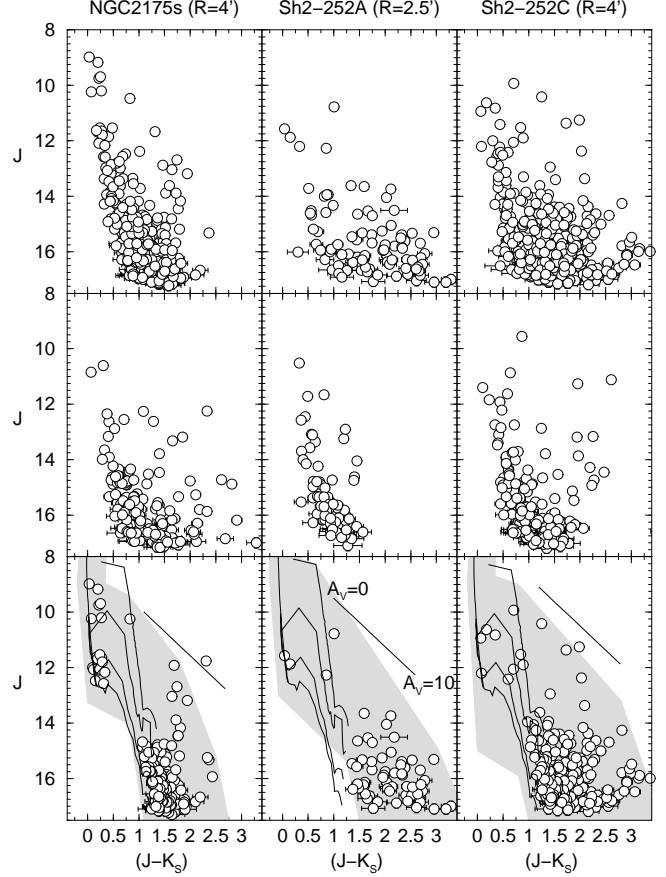 NGC2175s (R=4') Sh2-252A (R=2.5') Sh2-252C (R=4')
8
10
12
J
14
16
8
10
12
J
14
16
8
A_V=0
10
A_V=10
12
J
14
16
0 0.5 1 1.5 2 2.5 3 0 0.5 1 1.5 2 2.5 3 0 0.5 1 1.5 2 2.5 3
(J-K_S) (J-K_S) (J-K_S)